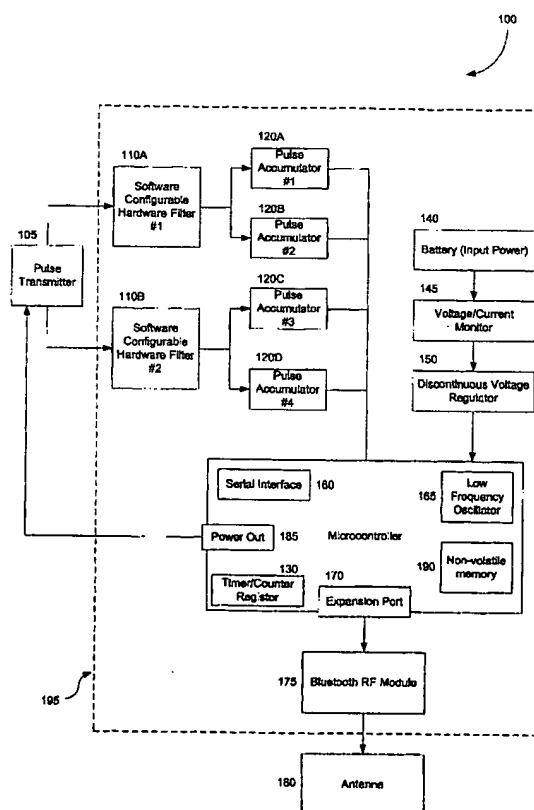 100
120A
Pulse
Accumulator
#1
110A
Software
Configurable
Hardware Filter
#1
120B
Pulse
Accumulator
#2
105
Pulse
Transmitter
120C
Pulse
Accumulator
#3
110B
Software
Configurable
Hardware Filter
#2
120D
Pulse
Accumulator
#4
140
Battery (Input Power)
145
Voltage/Current
Monitor
150
Discontinuous Voltage
Regulator
Serial Interface
160
165
Low
Frequency
Oscillator
Power Out
185
Microcontroller
190
Non-volatile
memory
130
Timer/Counter
Register
170
Expansion Port
175
Bluetooth RF Module
195
180
Antenna